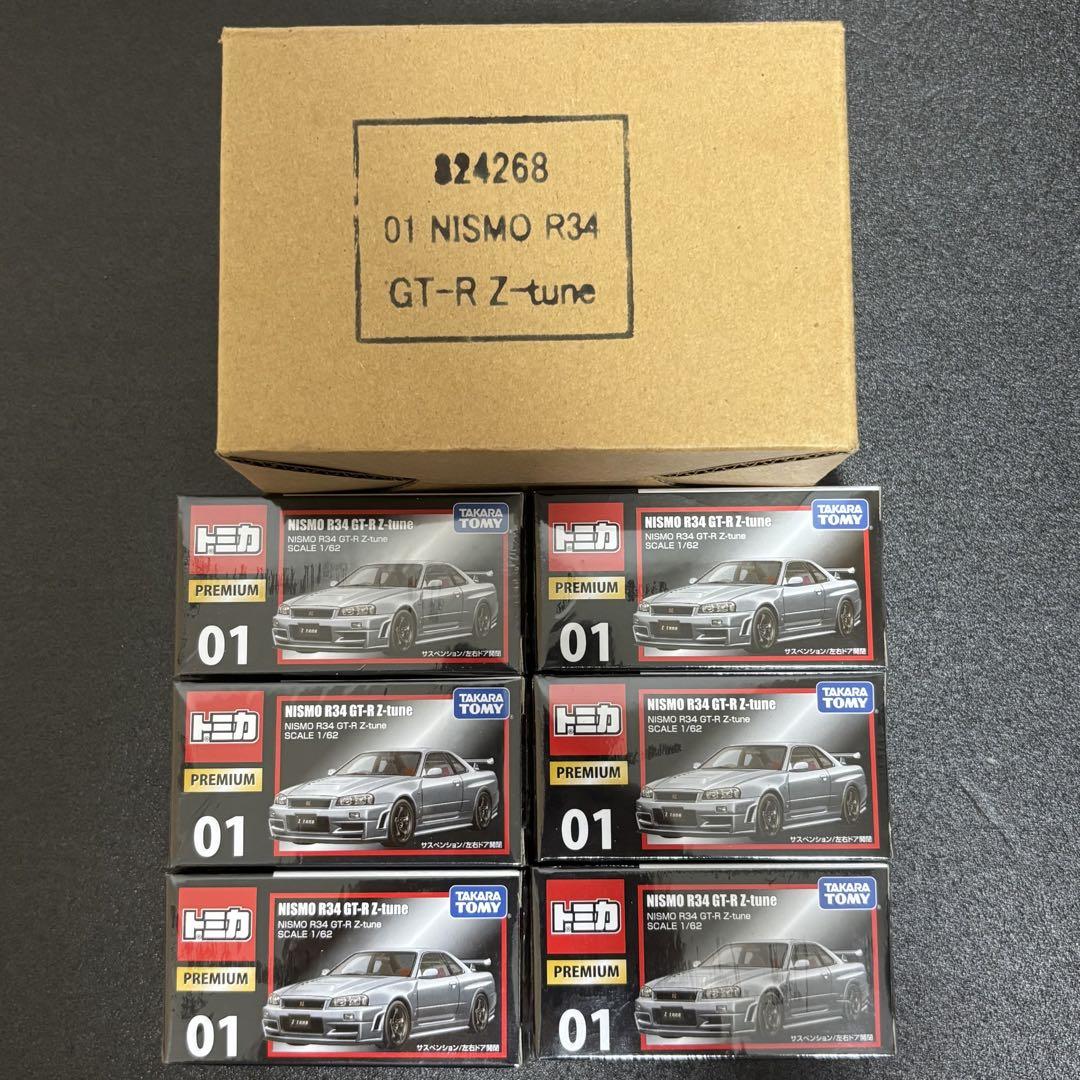 824268
01 NISMO R34
GT-R Z-tune
トミカ
PREMIUM
01
NISMO R34 GT-R Z-tune
NISMO R34 GT-R Z-tune
SCALE 1/62
TAKARA TOMY
Z tune
サスペンション/左右ドア開閉
トミカ
PREMIUM
01
NISMO R34 GT-R Z-tune
NISMO R34 GT-R Z-tune
SCALE 1/62
TAKARA TOMY
Z tune
サスペンション/左右ドア開閉
トミカ
PREMIUM
01
NISMO R34 GT-R Z-tune
NISMO R34 GT-R Z-tune
SCALE 1/62
TAKARA TOMY
Z tune
サスペンション/左右ドア開閉
トミカ
PREMIUM
01
NISMO R34 GT-R Z-tune
NISMO R34 GT-R Z-tune
SCALE 1/62
TAKARA TOMY
Z tune
サスペンション/左右ドア開閉
トミカ
PREMIUM
01
NISMO R34 GT-R Z-tune
NISMO R34 GT-R Z-tune
SCALE 1/62
TAKARA TOMY
Z tune
サスペンション/左右ドア開閉
トミカ
PREMIUM
01
NISMO R34 GT-R Z-tune
NISMO R34 GT-R Z-tune
SCALE 1/62
TAKARA TOMY
Z tune
サスペンション/左右ドア開閉